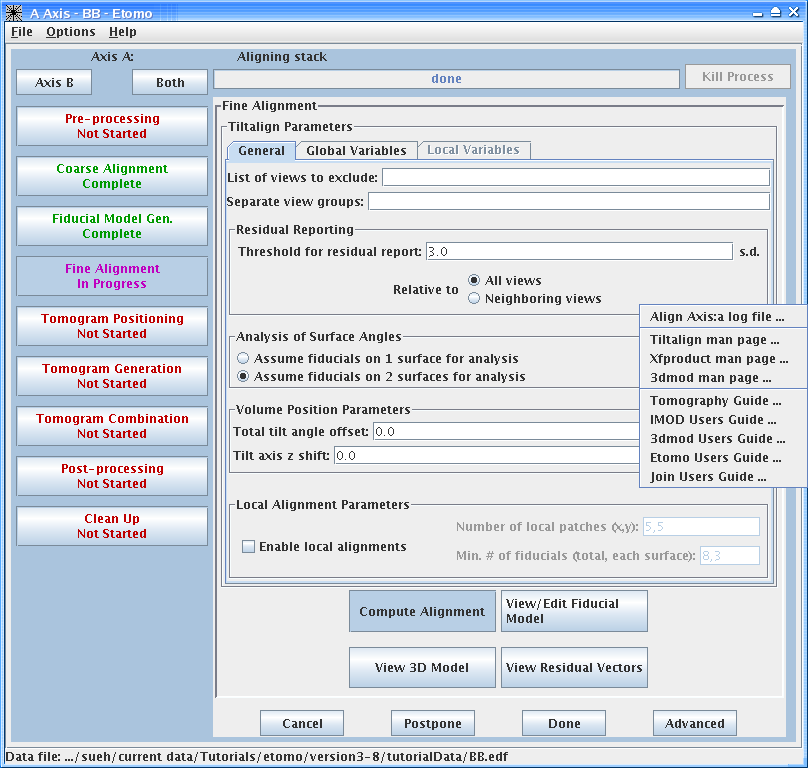 A Axis - BB - Etomo
File Options Help
Axis A:
Aligning stack
Axis B
Both
done
Kill Process
Pre-processing
Not Started
Coarse Alignment
Complete
Fiducial Model Gen.
Complete
Fine Alignment
In Progress
Tomogram Positioning
Not Started
Tomogram Generation
Not Started
Tomogram Combination
Not Started
Post-processing
Not Started
Clean Up
Not Started
Fine Alignment
Tiltalign Parameters
General
Global Variables
Local Variables
List of views to exclude:
Separate view groups:
Residual Reporting
Threshold for residual report: 3.0 s.d.
Relative to
All views
Neighboring views
Analysis of Surface Angles
Assume fiducials on 1 surface for analysis
Assume fiducials on 2 surfaces for analysis
Volume Position Parameters
Total tilt angle offset: 0.0
Tilt axis z shift: 0.0
Local Alignment Parameters
Enable local alignments
Number of local patches (x,y): 5,5
Min. # of fiducials (total, each surface): 8,3
Align Axis:a log file ...
Tiltalign man page ...
Xfproduct man page ...
3dmod man page ...
Tomography Guide ...
IMOD Users Guide ...
3dmod Users Guide ...
Etomo Users Guide ...
Join Users Guide ...
Compute Alignment
View/Edit Fiducial
Model
View 3D Model
View Residual Vectors
Cancel
Postpone
Done
Advanced
Data file: .../sueh/current data/Tutorials/etomo/version3-8/tutorialData/BB.edf